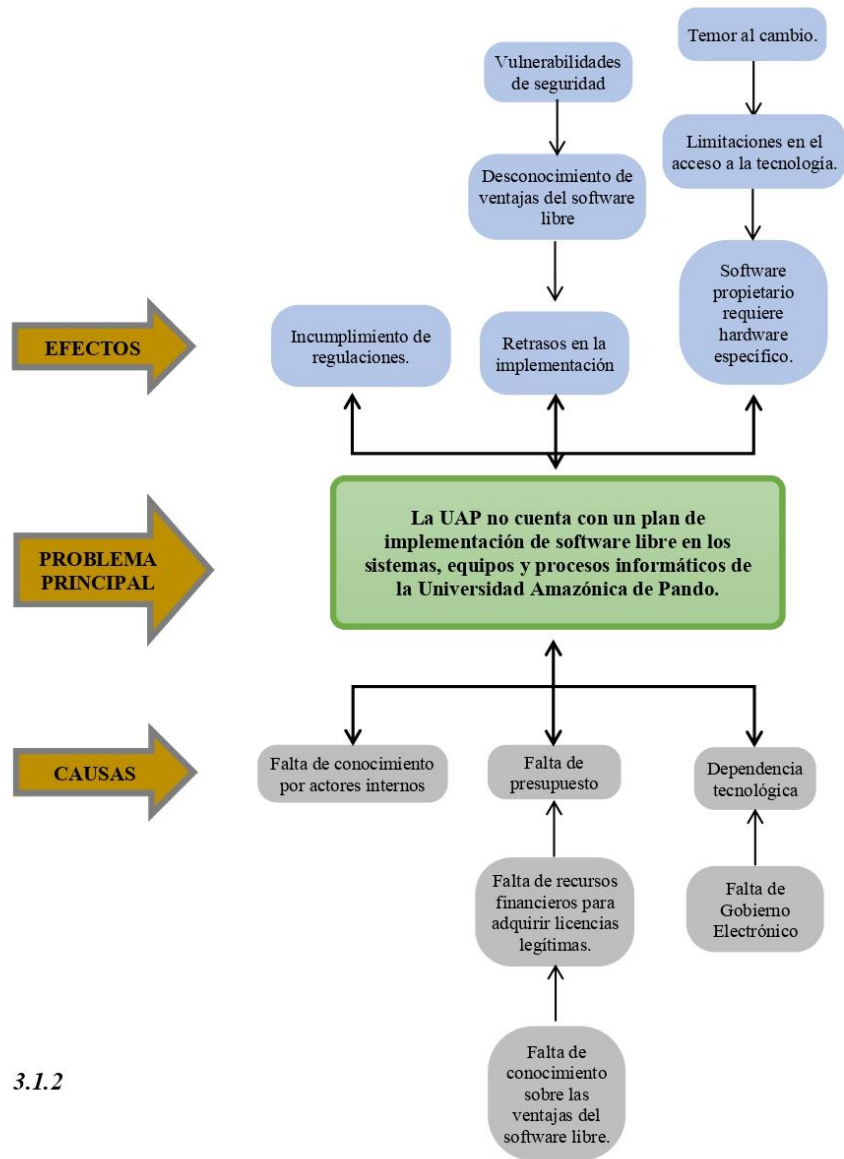 Temor al cambio.
Vulnerabilidades
de seguridad
Limitaciones en el
acceso a la tecnología.
Desconocimiento de
ventajas del software
libre
Software
propietario
requiere
hardware
específico.
EFECTOS
Incumplimiento de
regulaciones.
Retrasos en la
implementación
PROBLEMA
PRINCIPAL
La UAP no cuenta con un plan de
implementación de software libre en los
sistemas, equipos y procesos informáticos de
la Universidad Amazónica de Pando.
CAUSAS
Falta de conocimiento
por actores internos
Falta de
presupuesto
Dependencia
tecnológica
Falta de recursos
financieros para
adquirir licencias
legítimas.
Falta de
Gobierno
Electrónico
Falta de
conocimiento
sobre las
ventajas del
software libre.
3.1.2